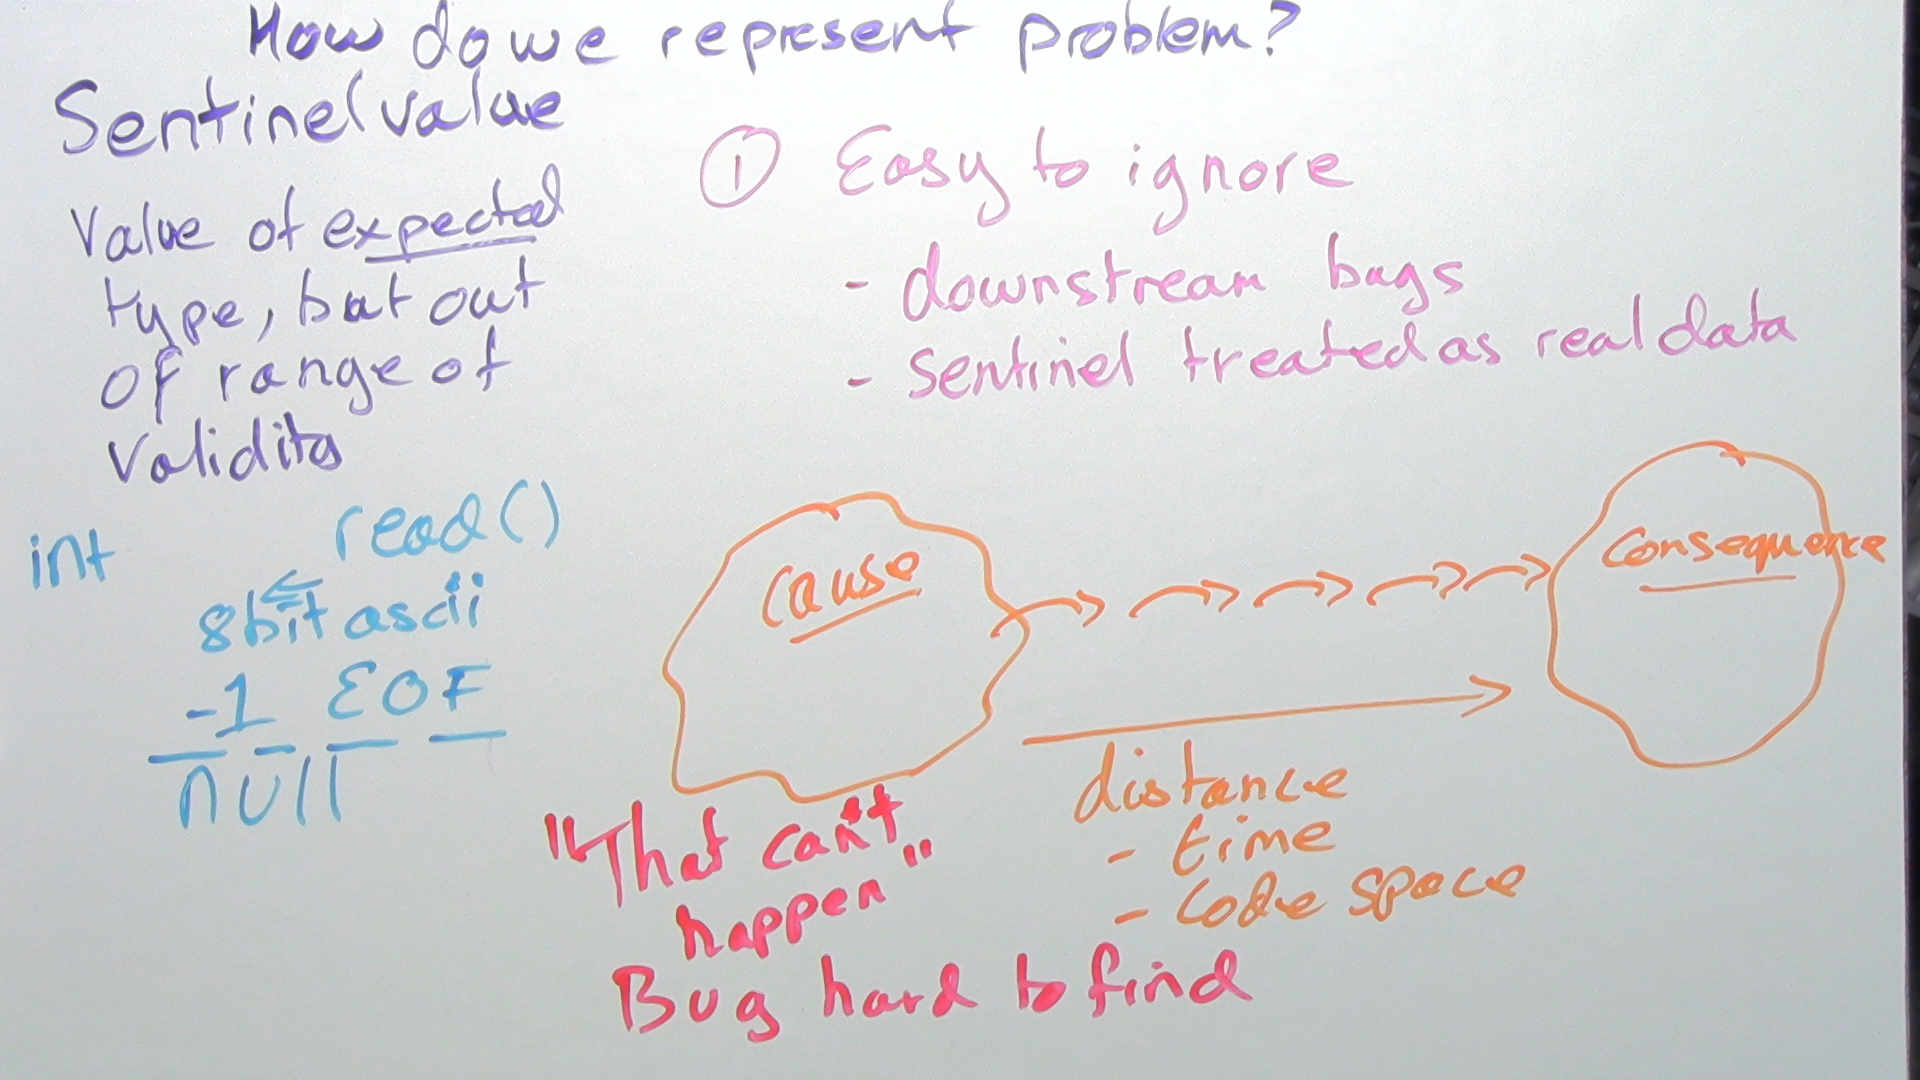 How do we represent problem?
Sentinel value
Value of expected
type, but out
of range of
validity
int read()
8bit ascii
-1 EOF
null
① Easy to ignore
- downstream bugs
- sentinel treated as real data
cause
consequence
distance
- time
- code space
"That can't
happen"
Bug hard to find